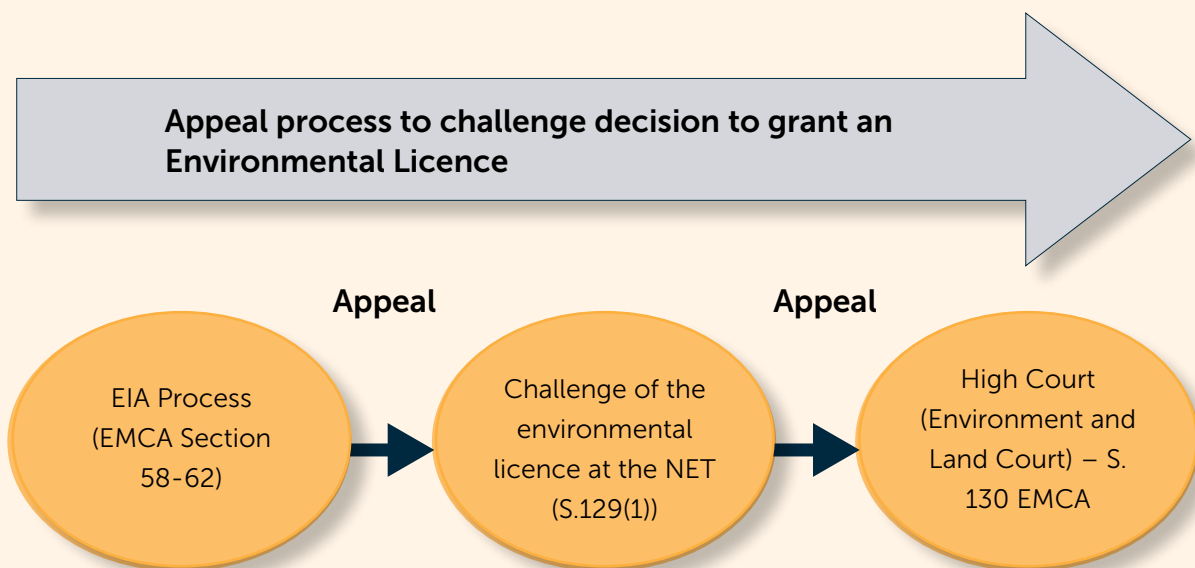 Appeal process to challenge decision to grant an
Environmental Licence
Appeal
Appeal
EIA Process
(EMCA Section
58-62)
Challenge of the
environmental
licence at the NET
(S.129(1))
High Court
(Environment and
Land Court) – S.
130 EMCA